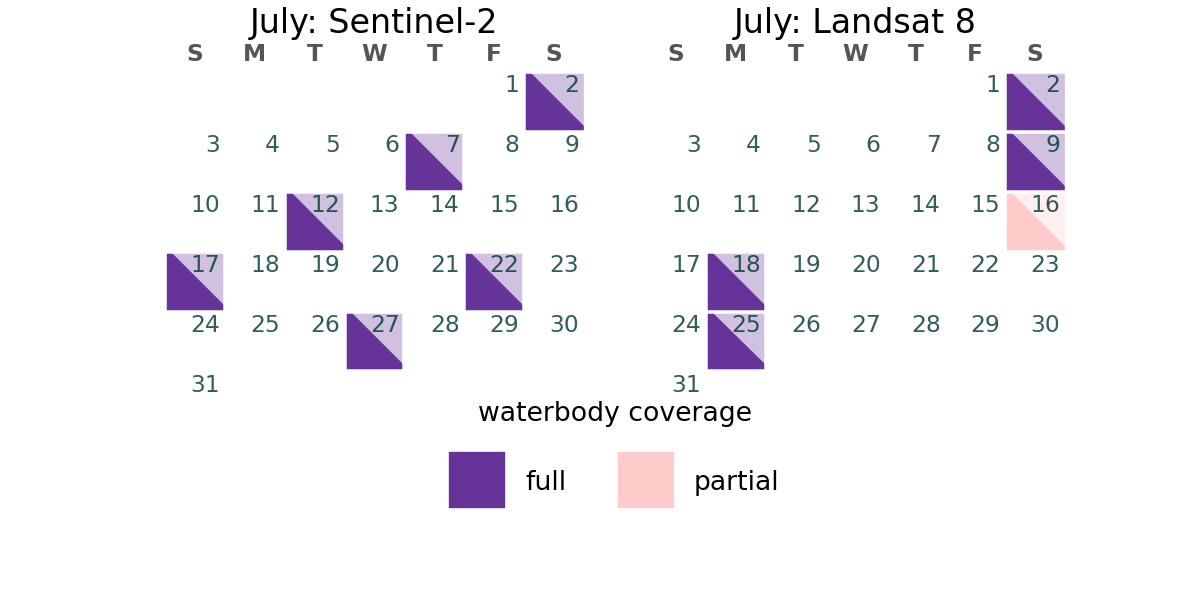 July: Sentinel-2
S M T W T F S
1 2
3 4 5 6 7 8 9
10 11 12 13 14 15 16
17 18 19 20 21 22 23
24 25 26 27 28 29 30
31
July: Landsat 8
S M T W T F S
1 2
3 4 5 6 7 8 9
10 11 12 13 14 15 16
17 18 19 20 21 22 23
24 25 26 27 28 29 30
31
waterbody coverage
full
partial